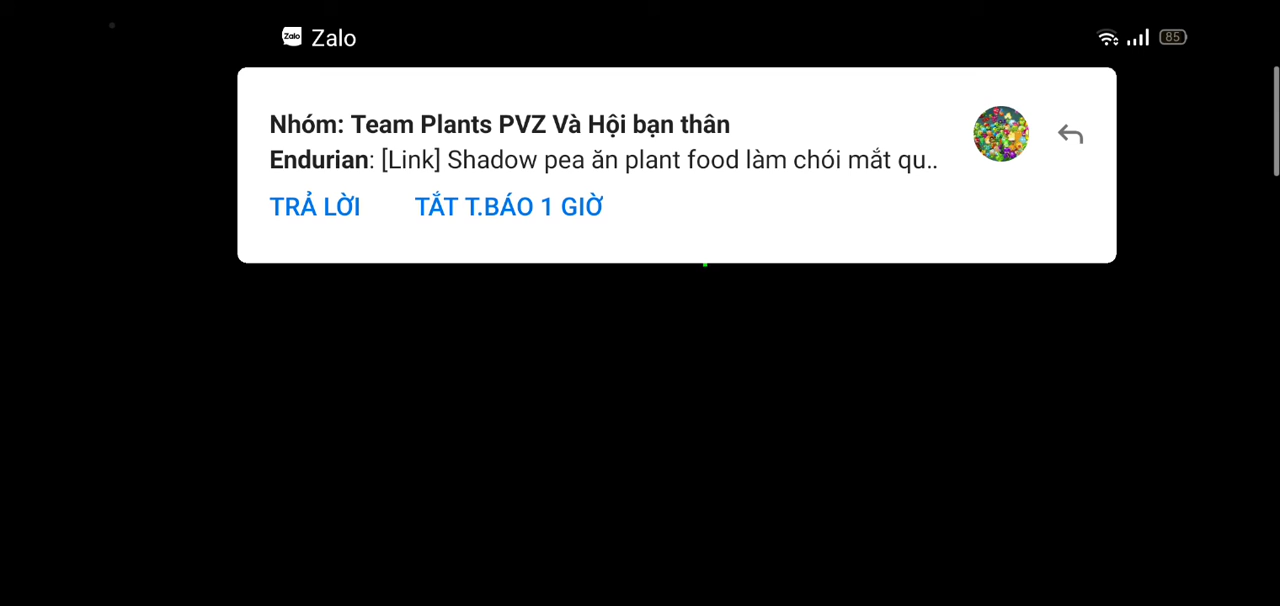 Zalo Zalo
85
Nhóm: Team Plants PVZ Và Hội bạn thân
Endurian: [Link] Shadow pea ăn plant food làm chói mắt qu..
TRẢ LỜI TẮT T.BÁO 1 GIỜ